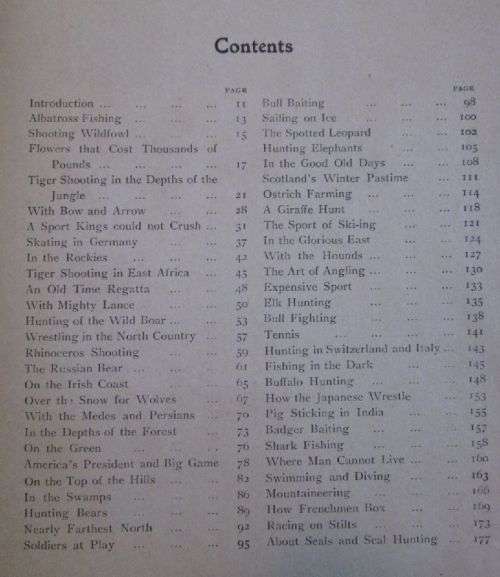 Contents
PAGE
Introduction ... ... ... ... 11
Albatross Fishing ... ... ... 13
Shooting Wildfowl ... ... ... 15
Flowers that Cost Thousands of
Pounds ... ... ... ... 17
Tiger Shooting in the Depths of the
Jungle ... ... ... ... 21
With Bow and Arrow ... ... 28
A Sport Kings could not Crush ... ... 31
Skating in Germany ... ... 37
In the Rockies ... ... ... 42
Tiger Shooting in East Africa ... ... 45
An Old Time Regatta ... ... 48
With Mighty Lance ... ... 50
Hunting of the Wild Boar ... ... 53
Wrestling in the North Country ... 57
Rhinoceros Shooting ... ... 59
The Russian Bear ... ... ... 61
On the Irish Coast ... ... 65
Over the Snow for Wolves ... ... 67
With the Medes and Persians ... ... 70
In the Depths of the Forest ... 73
On the Green ... ... ... 76
America's President and Big Game 78
On the Top of the Hills ... ... 82
In the Swamps ... ... ... 86
Hunting Bears ... ... ... 89
Nearly Farthest North ... ... 92
Soldiers at Play ... ... ... 95
PAGE
Bull Baiting ... ... ... 98
Sailing on Ice ... ... ... 100
The Spotted Leopard ... ... 102
Hunting Elephants ... ... 105
In the Good Old Days ... ... 108
Scotland's Winter Pastime ... ... 111
Ostrich Farming ... ... ... 114
A Giraffe Hunt ... ... ... 118
The Sport of Ski-ing ... ... 121
In the Glorious East ... ... 124
With the Hounds ... ... ... 127
The Art of Angling ... ... ... 130
Expensive Sport ... ... ... 133
Elk Hunting ... ... ... 135
Bull Fighting ... ... ... 138
Tennis ... ... ... ... 141
Hunting in Switzerland and Italy ... 143
Fishing in the Dark ... ... 145
Buffalo Hunting ... ... ... 148
How the Japanese Wrestle ... ... 153
Pig Sticking in India ... ... 155
Badger Baiting ... ... ... 157
Shark Fishing ... ... ... 158
Where Man Cannot Live ... ... 160
Swimming and Diving ... ... 163
Mountaineering ... ... ... 166
How Frenchmen Box ... ... 169
Racing on Stilts ... ... ... 173
About Seals and Seal Hunting ... ... 177